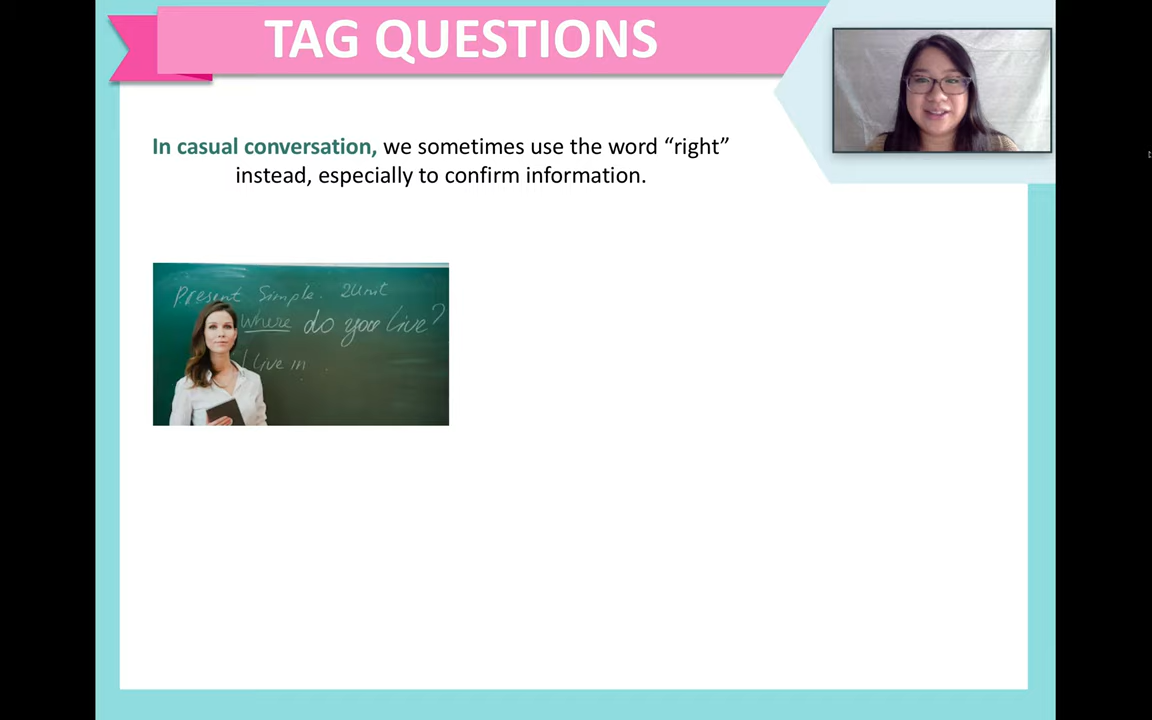 TAG QUESTIONS
In casual conversation, we sometimes use the word “right”
instead, especially to confirm information.
Present Simple. 2Unit
Where do you live?
I live in